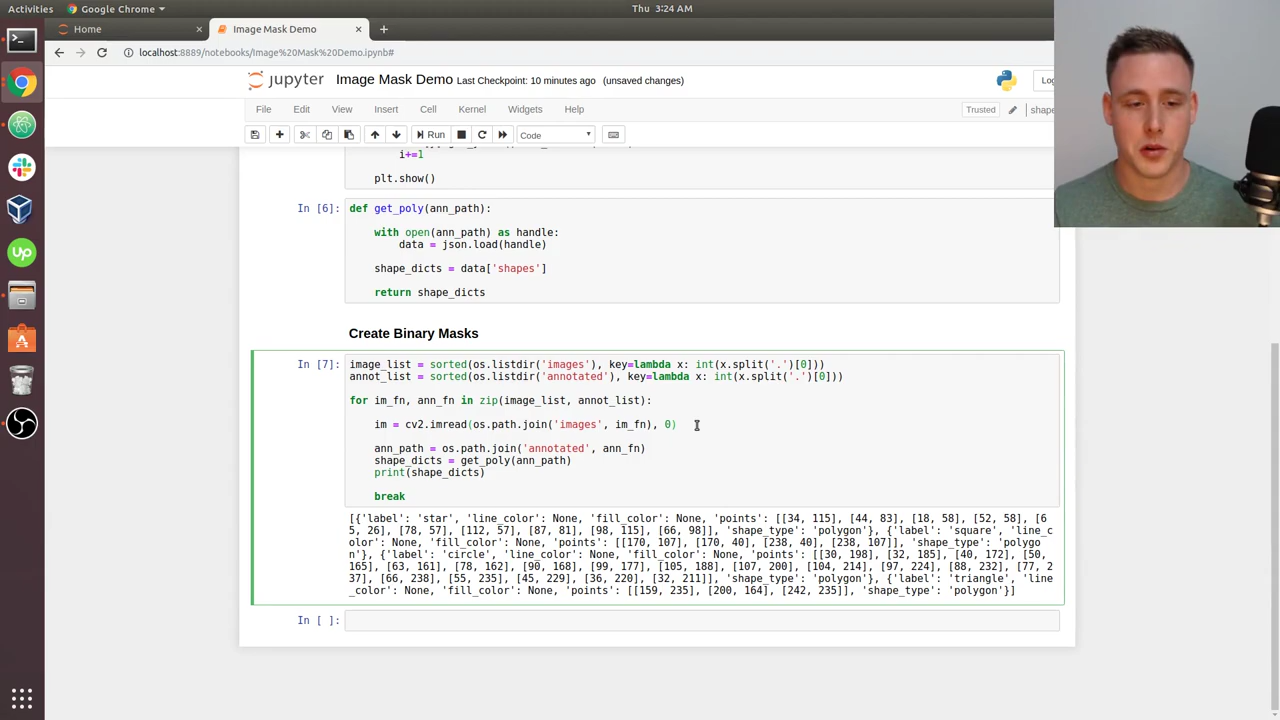 Activities
Google Chrome
Thu 3:24 AM
Home
Image Mask Demo
localhost:8889/notebooks/Image%20Mask%20Demo.ipynb#
jupyter Image Mask Demo Last Checkpoint: 10 minutes ago (unsaved changes)
File Edit View Insert Cell Kernel Widgets Help
Trusted
Run
Code
i+=1
plt.show()
In [6]:
def get_poly(ann_path):
with open(ann_path) as handle:
data = json.load(handle)
shape_dicts = data['shapes']
return shape_dicts
Create Binary Masks
In [7]:
image_list = sorted(os.listdir('images'), key=lambda x: int(x.split('.')[0]))
annot_list = sorted(os.listdir('annotated'), key=lambda x: int(x.split('.')[0]))
for im_fn, ann_fn in zip(image_list, annot_list):
im = cv2.imread(os.path.join('images', im_fn), 0)
ann_path = os.path.join('annotated', ann_fn)
shape_dicts = get_poly(ann_path)
print(shape_dicts)
break
[{'label': 'star', 'line_color': None, 'fill_color': None, 'points': [[34, 115], [44, 83], [18, 58], [52, 58], [6
5, 26], [78, 57], [112, 57], [87, 81], [98, 115], [66, 98]], 'shape_type': 'polygon'}, {'label': 'square', 'line_c
olor': None, 'fill_color': None, 'points': [[170, 107], [170, 40], [238, 40], [238, 107]], 'shape_type': 'polygo
n'}, {'label': 'circle', 'line_color': None, 'fill_color': None, 'points': [[30, 198], [32, 185], [40, 172], [50,
165], [63, 161], [78, 162], [90, 168], [99, 177], [105, 188], [107, 200], [104, 214], [97, 224], [88, 232], [77, 2
37], [66, 238], [55, 235], [45, 229], [36, 220], [32, 211]], 'shape_type': 'polygon'}, {'label': 'triangle', 'line
_color': None, 'fill_color': None, 'points': [[159, 235], [200, 164], [242, 235]], 'shape_type': 'polygon'}]
In [ ]: